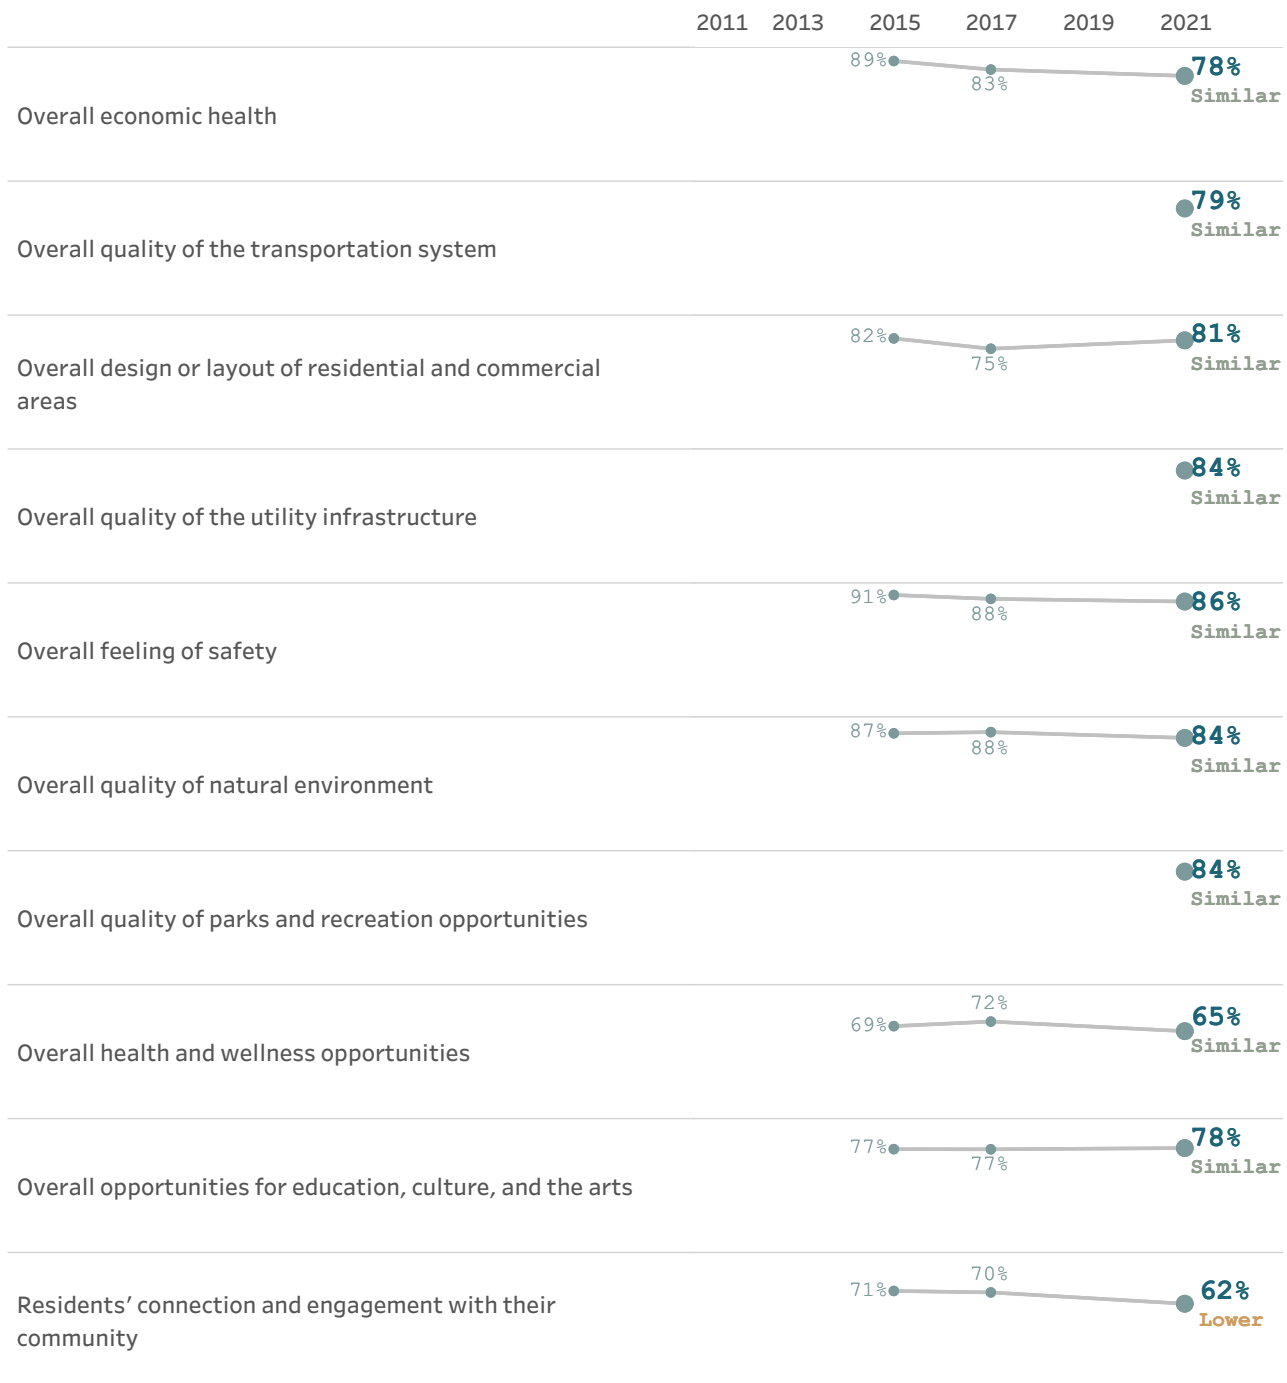 2011 2013 2015 2017 2019 2021
89% 83% 78%
Similar
Overall economic health
79%
Similar
Overall quality of the transportation system
82% 75% 81%
Similar
Overall design or layout of residential and commercial
areas
84%
Similar
Overall quality of the utility infrastructure
91% 88% 86%
Similar
Overall feeling of safety
87% 88% 84%
Similar
Overall quality of natural environment
84%
Similar
Overall quality of parks and recreation opportunities
69% 72% 65%
Similar
Overall health and wellness opportunities
77% 77% 78%
Similar
Overall opportunities for education, culture, and the arts
71% 70% 62%
Lower
Residents’ connection and engagement with their
community